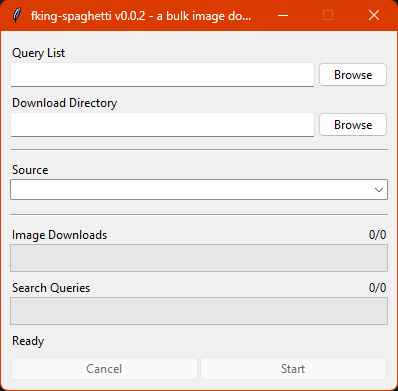 fking-spaghetti v0.0.2 - a bulk image do...
Query List
Browse
Download Directory
Browse
Source
Image Downloads 0/0
Search Queries 0/0
Ready
Cancel Start